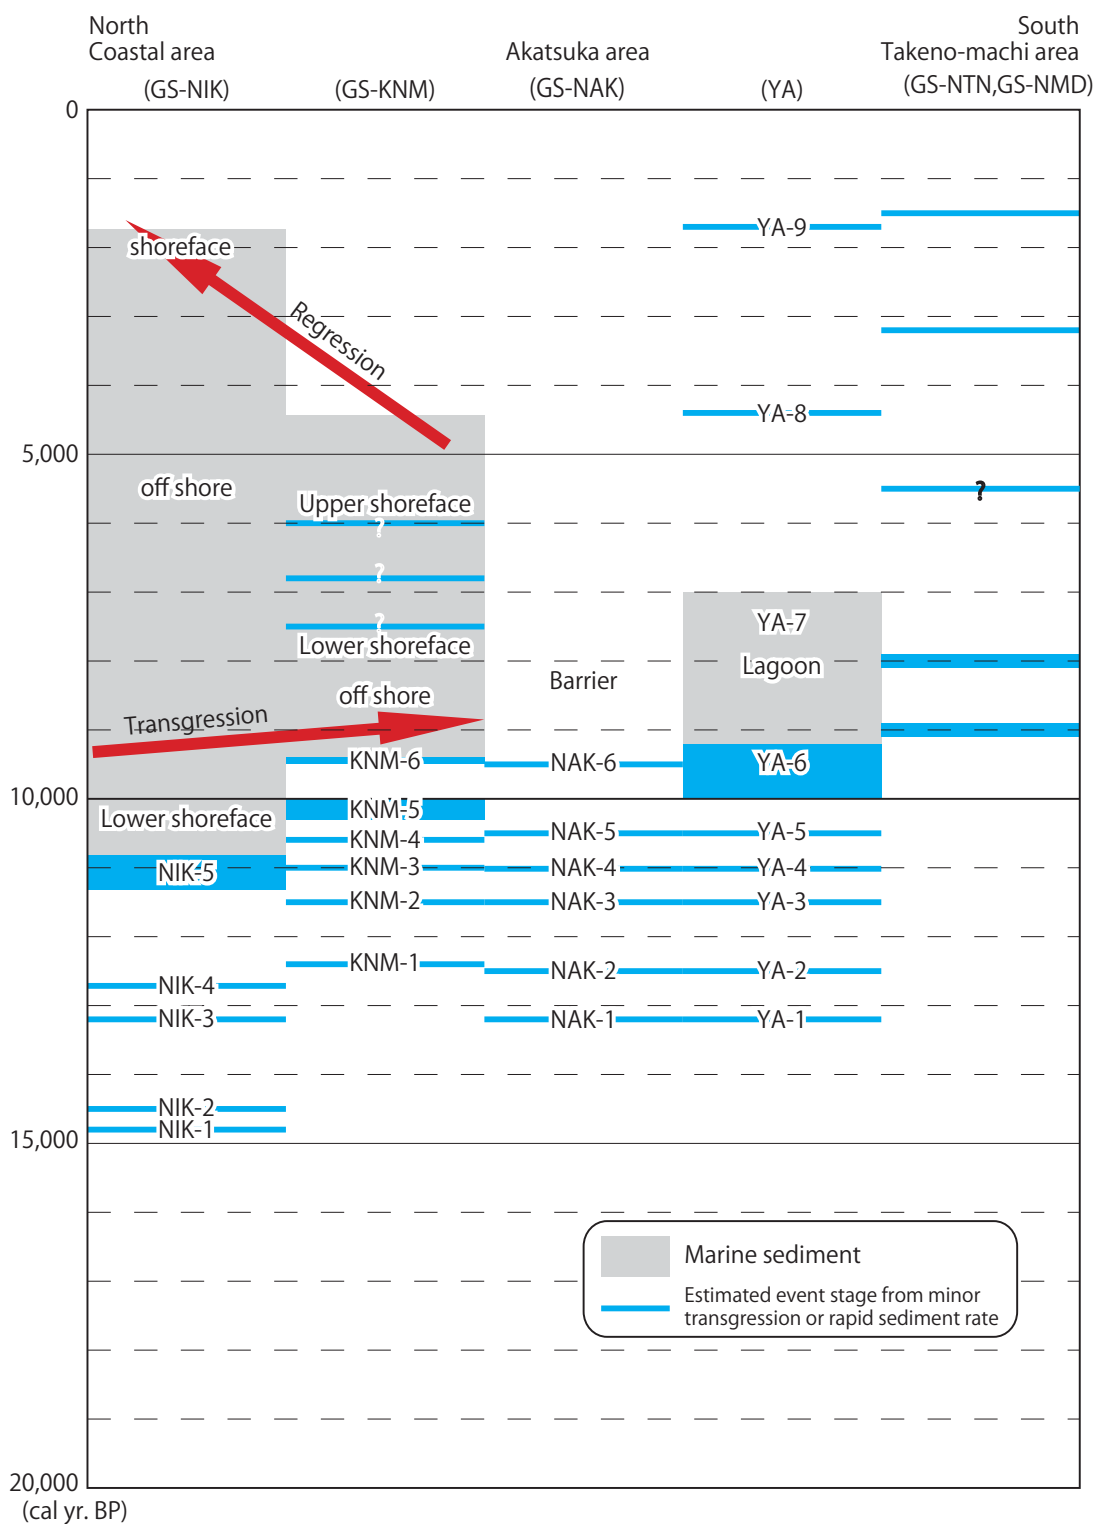 North
Coastal area
(GS-NIK)
(GS-KNM)
Akatsuka area
(GS-NAK)
(YA)
South
Takeno-machi area
(GS-NTN,GS-NMD)
0
YA-9
shoreface
Regression
YA-8
5,000
off shore
?
Upper shoreface
?
?
?
YA-7
Lower shoreface
Lagoon
Barrier
off shore
Transgression
KNM-6
NAK-6
YA-6
10,000
KNM-5
Lower shoreface
KNM-4
NAK-5
YA-5
NIK-5
KNM-3
NAK-4
YA-4
KNM-2
NAK-3
YA-3
KNM-1
NAK-2
YA-2
NIK-4
NIK-3
NAK-1
YA-1
NIK-2
NIK-1
15,000
Marine sediment
Estimated event stage from minor
transgression or rapid sediment rate
20,000
(cal yr. BP)